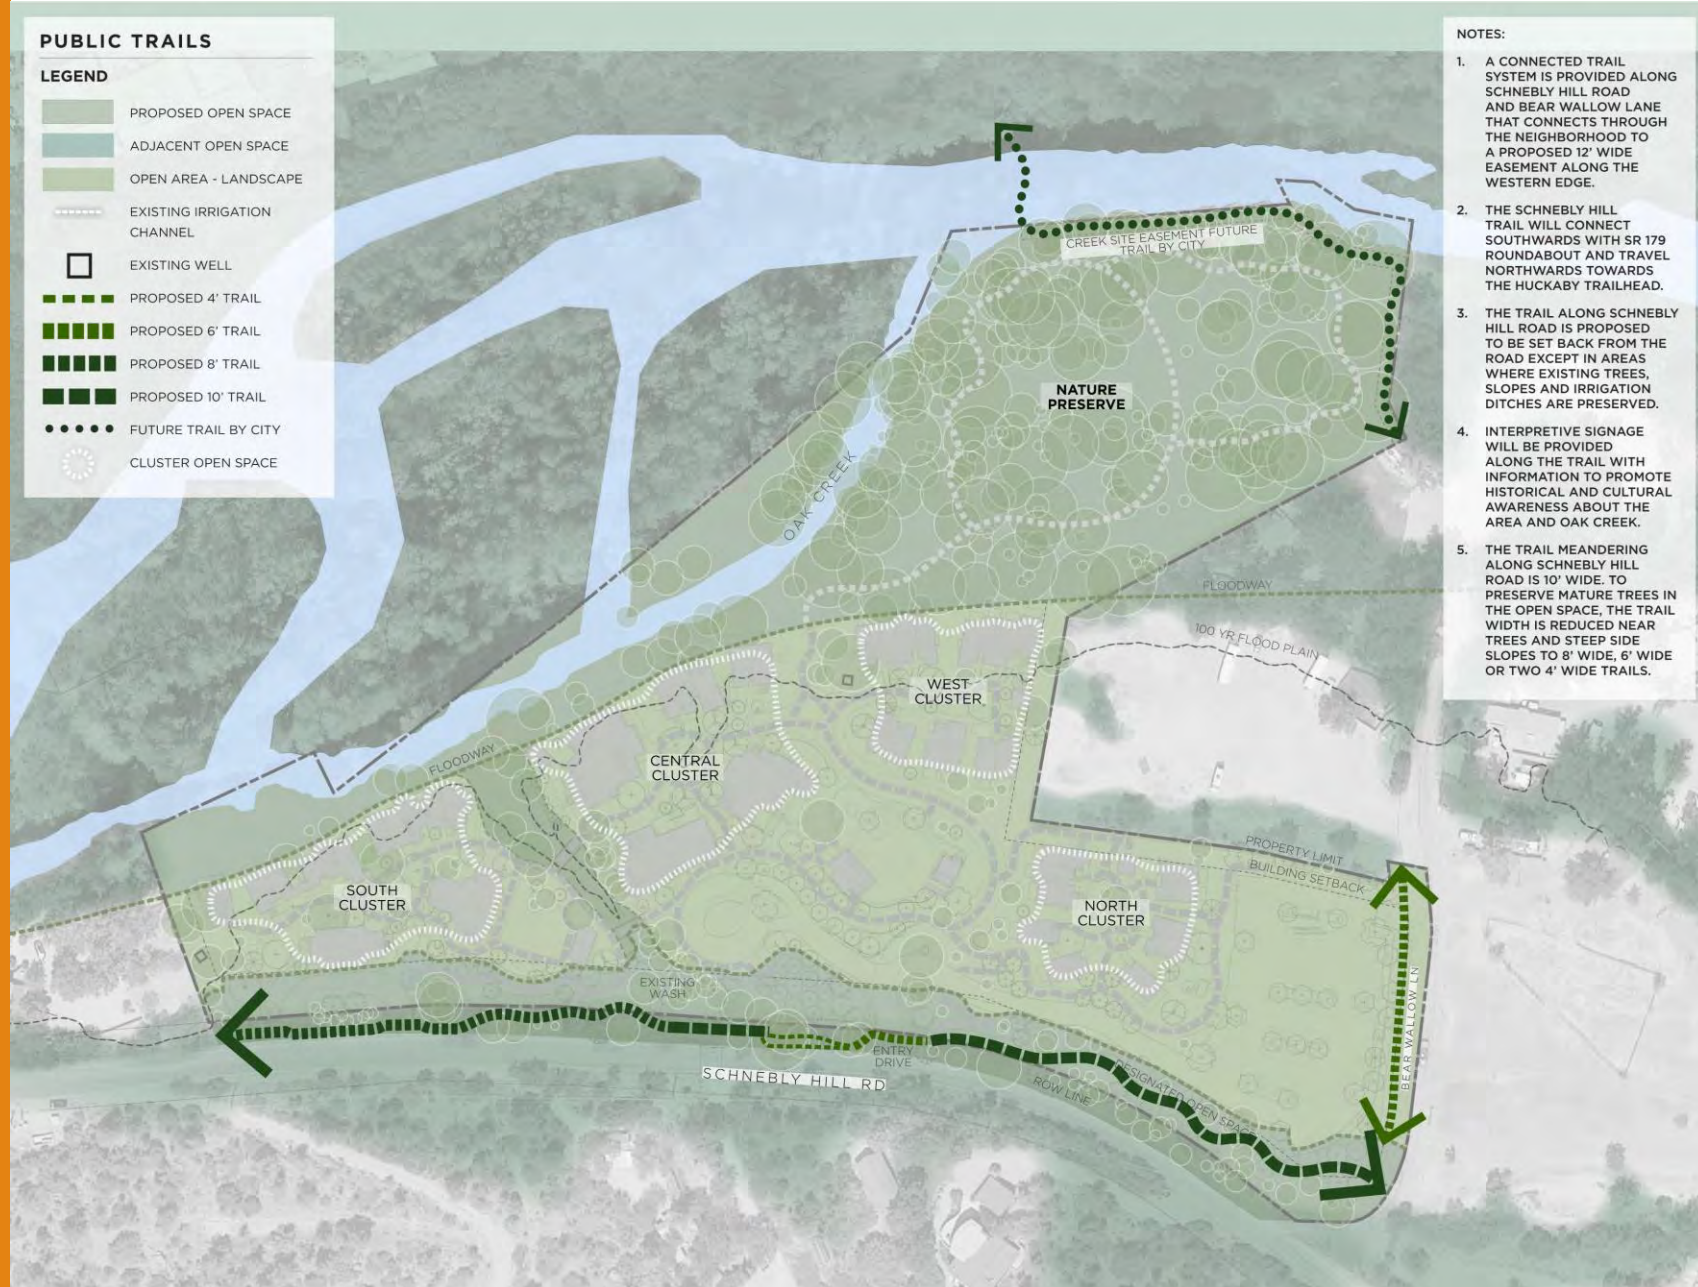 PUBLIC TRAILS
LEGEND
PROPOSED OPEN SPACE
ADJACENT OPEN SPACE
OPEN AREA - LANDSCAPE
EXISTING IRRIGATION
CHANNEL
EXISTING WELL
PROPOSED 4' TRAIL
PROPOSED 6' TRAIL
PROPOSED 8' TRAIL
PROPOSED 10' TRAIL
FUTURE TRAIL BY CITY
CLUSTER OPEN SPACE
NOTES:
1. A CONNECTED TRAIL
SYSTEM IS PROVIDED ALONG
SCHNEBLY HILL ROAD
AND BEAR WALLOW LANE
THAT CONNECTS THROUGH
THE NEIGHBORHOOD TO
A PROPOSED 12' WIDE
EASEMENT ALONG THE
WESTERN EDGE.
2. THE SCHNEBLY HILL
TRAIL WILL CONNECT
SOUTHWARDS WITH SR 179
ROUNDABOUT AND TRAVEL
NORTHWARDS TOWARDS
THE HUCKABY TRAILHEAD.
3. THE TRAIL ALONG SCHNEBLY
HILL ROAD IS PROPOSED
TO BE SET BACK FROM THE
ROAD EXCEPT IN AREAS
WHERE EXISTING TREES,
SLOPES AND IRRIGATION
DITCHES ARE PRESERVED.
4. INTERPRETIVE SIGNAGE
WILL BE PROVIDED
ALONG THE TRAIL WITH
INFORMATION TO PROMOTE
HISTORICAL AND CULTURAL
AWARENESS ABOUT THE
AREA AND OAK CREEK.
5. THE TRAIL MEANDERING
ALONG SCHNEBLY HILL
ROAD IS 10' WIDE. TO
PRESERVE MATURE TREES IN
THE OPEN SPACE, THE TRAIL
WIDTH IS REDUCED NEAR
TREES AND STEEP SIDE
SLOPES TO 8' WIDE, 6' WIDE
OR TWO 4' WIDE TRAILS.
CREEK SITE EASEMENT FUTURE
TRAIL BY CITY
NATURE
PRESERVE
OAK CREEK
FLOODWAY
100 YR FLOOD PLAIN
WEST
CLUSTER
CENTRAL
CLUSTER
FLOODWAY
PROPERTY LIMIT
BUILDING SETBACK
SOUTH
CLUSTER
NORTH
CLUSTER
EXISTING
WASH
BEAR WALLOW LN
ENTRY
DRIVE
SCHNEBLY HILL RD
DESIGNATED OPEN SPACE
ROW LINE